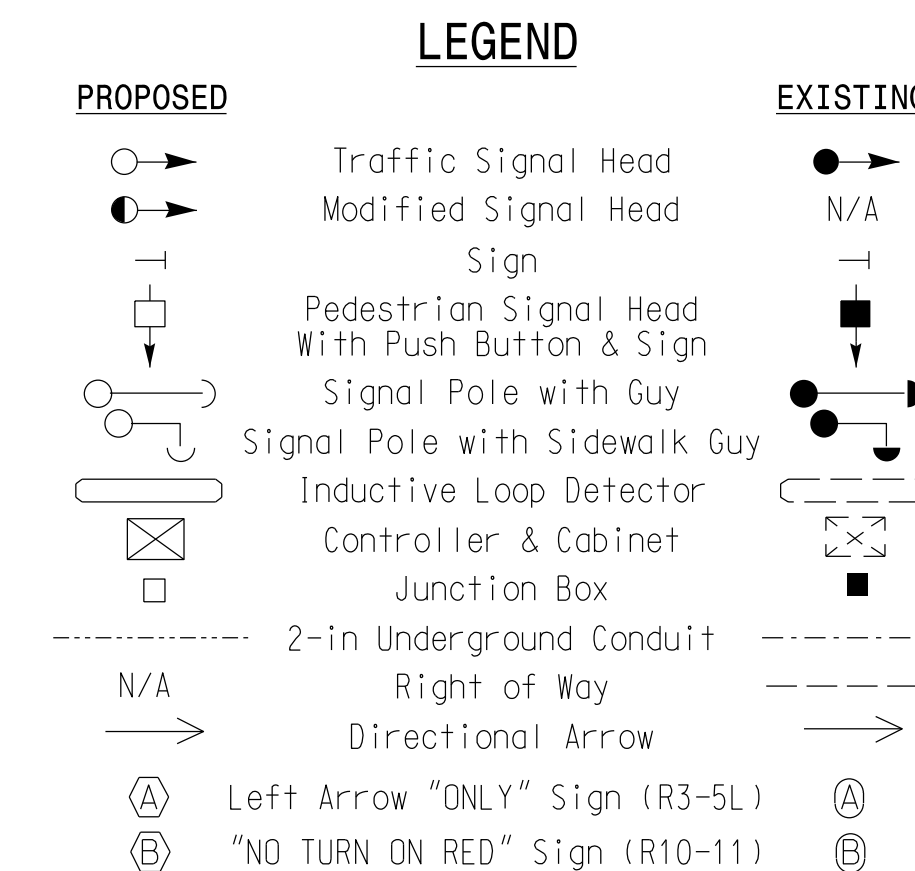 LEGEND
PROPOSED EXISTING
Traffic Signal Head
Modified Signal Head N/A
Sign
Pedestrian Signal Head
With Push Button & Sign
Signal Pole with Guy
Signal Pole with Sidewalk Guy
Inductive Loop Detector
Controller & Cabinet
Junction Box
2-in Underground Conduit
N/A Right of Way
Directional Arrow
A Left Arrow "ONLY" Sign (R3-5L) A
B "NO TURN ON RED" Sign (R10-11) B